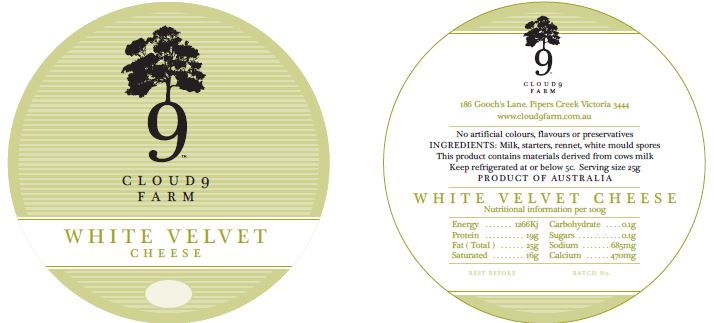 9
™
CLOUD9
FARM
WHITE VELVET
CHEESE
9
CLOUD9
FARM
186 Gooch's Lane, Pipers Creek Victoria 3444
www.cloud9farm.com.au
No artificial colours, flavours or preservatives
INGREDIENTS: Milk, starters, rennet, white mould spores
This product contains materials derived from cows milk
Keep refrigerated at or below 5c. Serving size 25g
PRODUCT OF AUSTRALIA
WHITE VELVET CHEESE
Nutritional information per 100g
Energy ....... 1266Kj Carbohydrate ....0.1g
Protein .......... 19g Sugars ...........0.1g
Fat ( Total ) ...... 25g Sodium .......685mg
Saturated ........ 16g Calcium ......470mg
BEST BEFORE BATCH No.